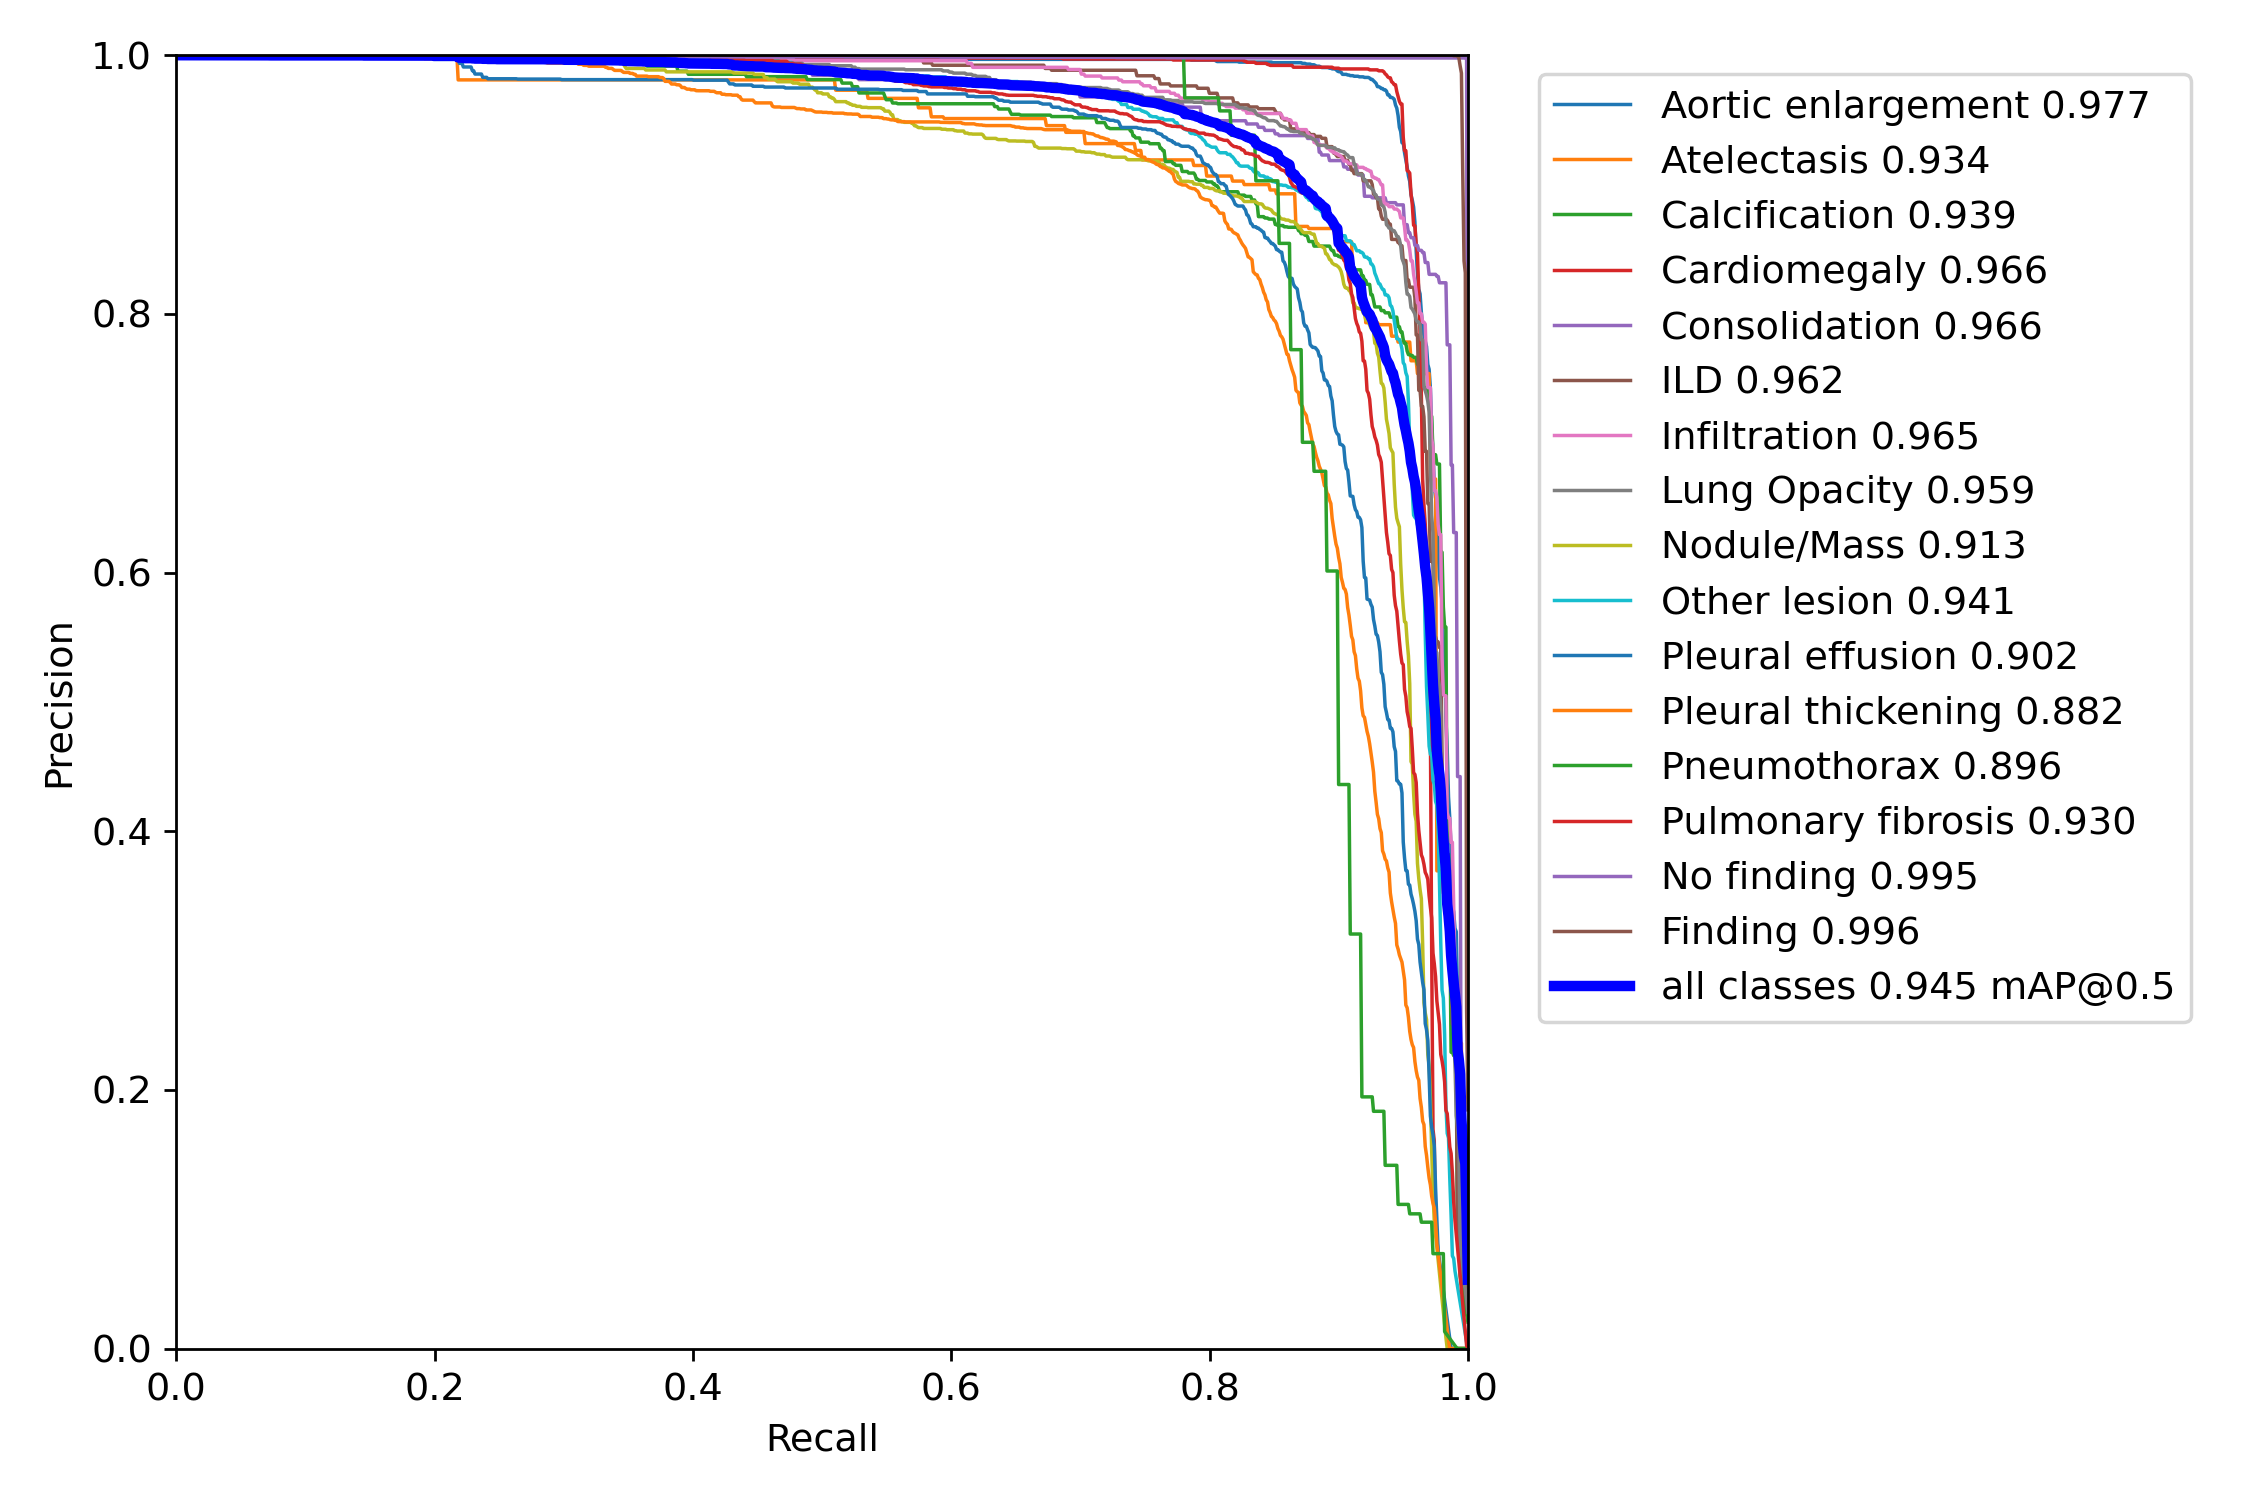 1.0
0.8
0.6
0.4
0.2
0.0
Precision
0.0 0.2 0.4 0.6 0.8 1.0
Recall
Aortic enlargement 0.977
Atelectasis 0.934
Calcification 0.939
Cardiomegaly 0.966
Consolidation 0.966
ILD 0.962
Infiltration 0.965
Lung Opacity 0.959
Nodule/Mass 0.913
Other lesion 0.941
Pleural effusion 0.902
Pleural thickening 0.882
Pneumothorax 0.896
Pulmonary fibrosis 0.930
No finding 0.995
Finding 0.996
all classes 0.945 mAP@0.5